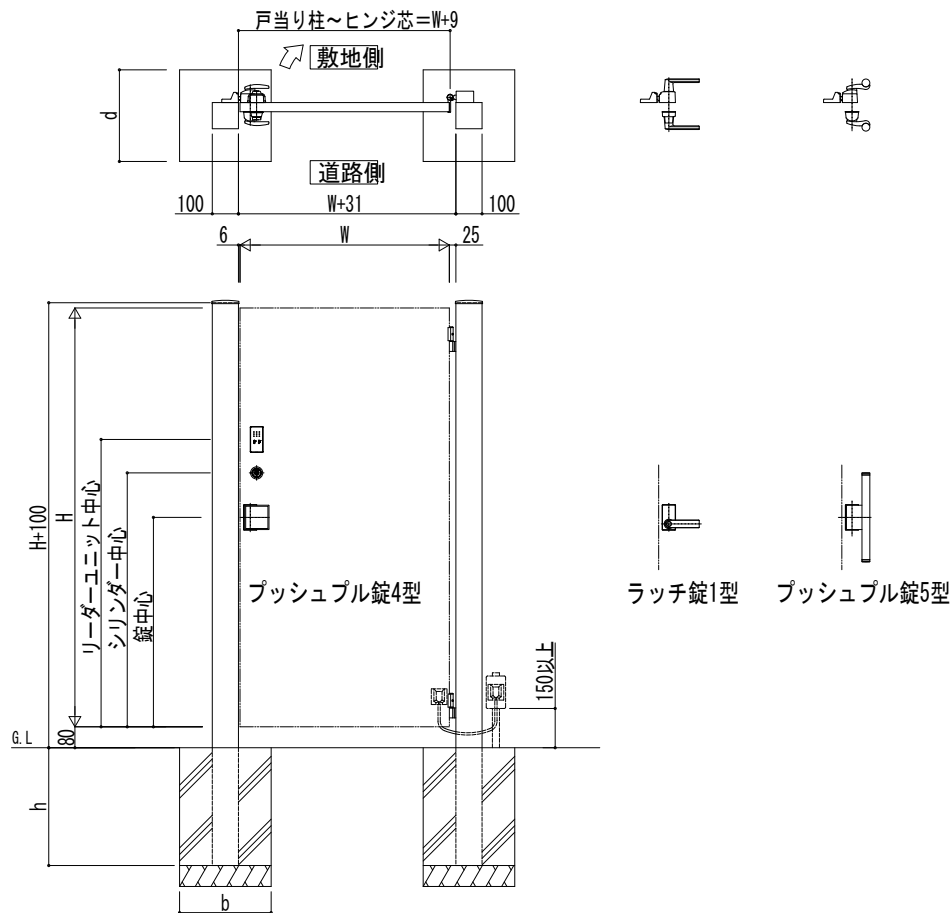 戸当り柱～ヒンジ芯=W+9
敷地側
d
道路側
100
W+31
100
6
W
25
H+100
H
リーダーユニット中心
シリンダー中心
錠中心
プッシュプル錠4型
ラッチ錠1型
プッシュプル錠5型
150以上
G.L
80
h
b